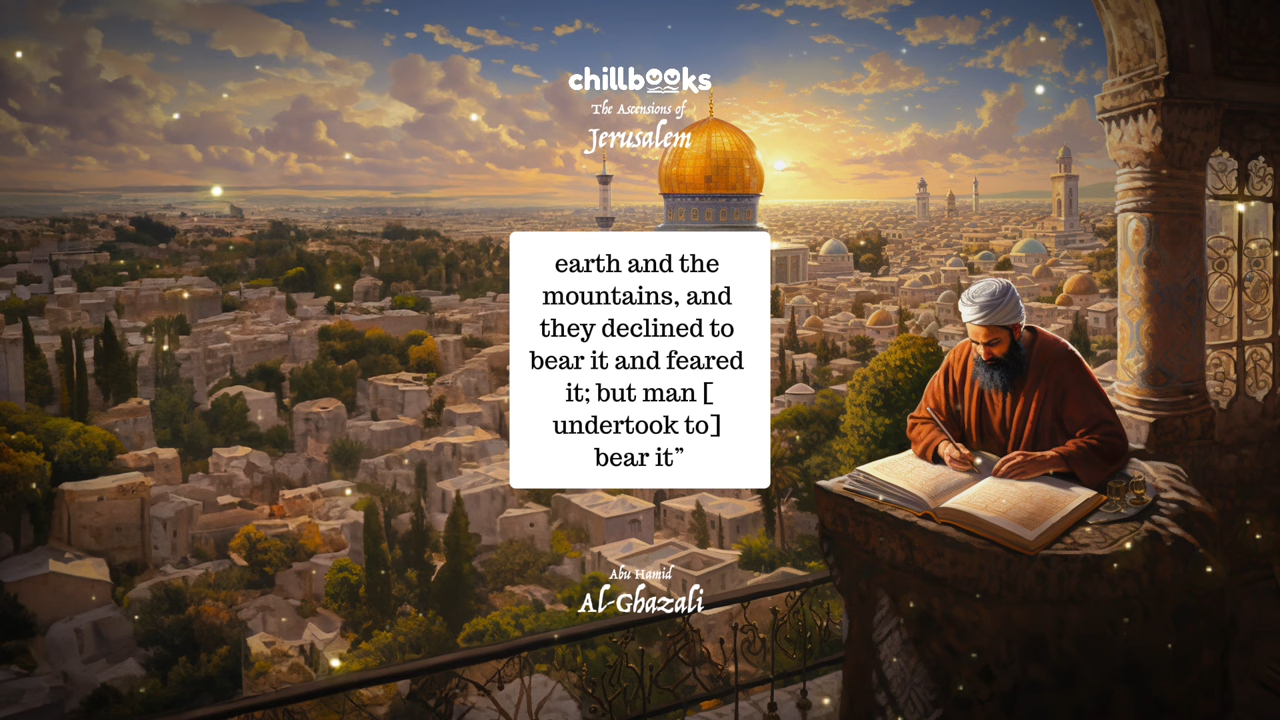 chillbooks
The Ascensions of
Jerusalem
earth and the
mountains, and
they declined to
bear it and feared
it; but man [
undertook to]
bear it”
Abu Hamid
Al-Ghazali